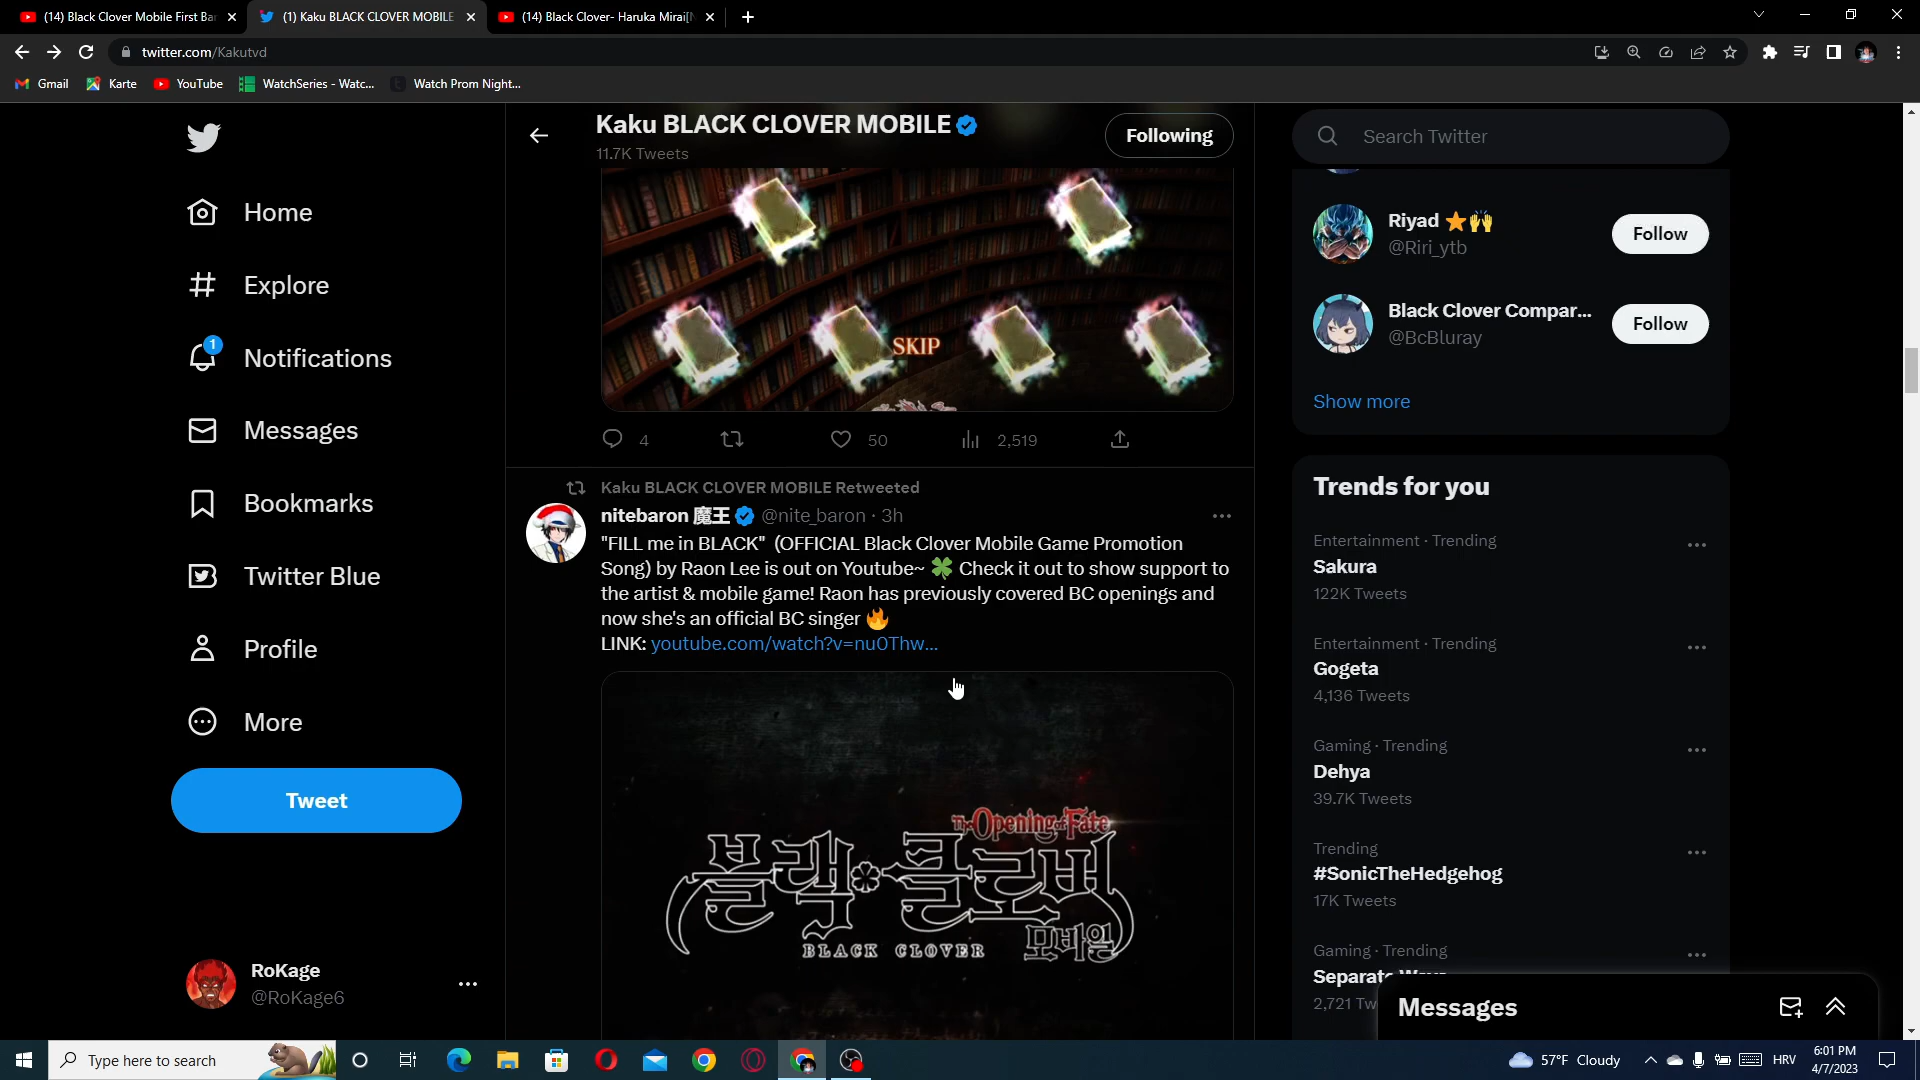 (14) Black Clover Mobile First Bar
(1) Kaku BLACK CLOVER MOBILE
(14) Black Clover- Haruka Mirai[N
twitter.com/Kakutvd
Gmail
Karte
YouTube
WatchSeries - Watc...
Watch Prom Night...
Home
Explore
1
Notifications
Messages
Bookmarks
Twitter Blue
Profile
More
Tweet
RoKage
@RoKage6
Kaku BLACK CLOVER MOBILE
11.7K Tweets
Following
SKIP
4
50
2,519
Kaku BLACK CLOVER MOBILE Retweeted
nitebaron 魔王 @nite_baron · 3h
"FILL me in BLACK" (OFFICIAL Black Clover Mobile Game Promotion
Song) by Raon Lee is out on Youtube~ 🍀 Check it out to show support to
the artist & mobile game! Raon has previously covered BC openings and
now she's an official BC singer 🔥
LINK: youtube.com/watch?v=nu0Thw...
The Opening of Fate
블랙 클로버
BLACK CLOVER
모바일
Search Twitter
Riyad ⭐🙌
@Riri_ytb
Follow
Black Clover Compar...
@BcBluray
Follow
Show more
Trends for you
Entertainment · Trending
Sakura
122K Tweets
Entertainment · Trending
Gogeta
4,136 Tweets
Gaming · Trending
Dehya
39.7K Tweets
Trending
#SonicTheHedgehog
17K Tweets
Gaming · Trending
2,721 Tw
Messages
Type here to search
57°F Cloudy
HRV
6:01 PM
4/7/2023